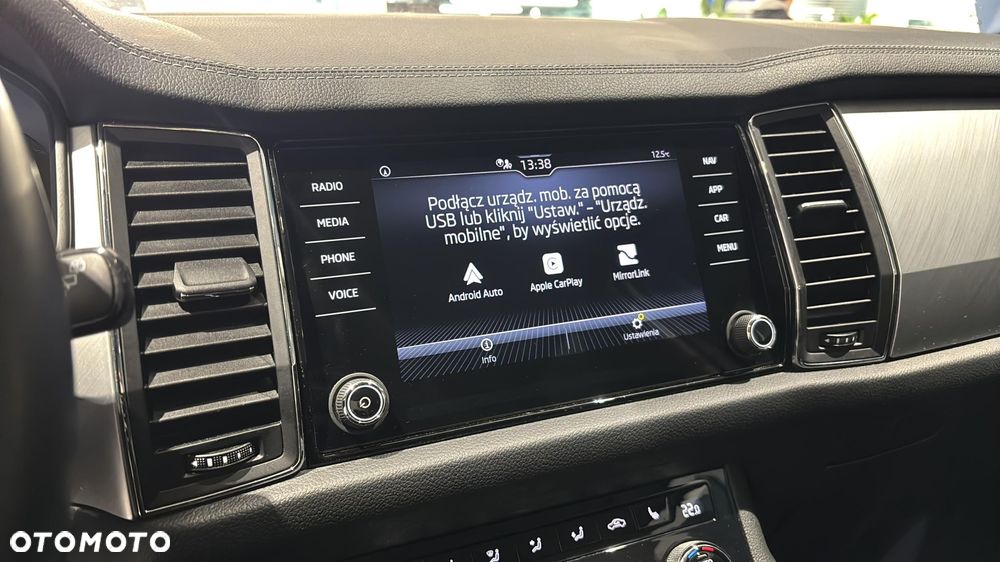 13:38
12.5°C
RADIO
MEDIA
PHONE
VOICE
NAV
APP
CAR
MENU
Podłącz urządz. mob. za pomocą
USB lub kliknij "Ustaw." – "Urządz.
mobilne", by wyświetlić opcje.
Android Auto
Apple CarPlay
MirrorLink
Info
Ustawienia
22.0
OTOMOTO